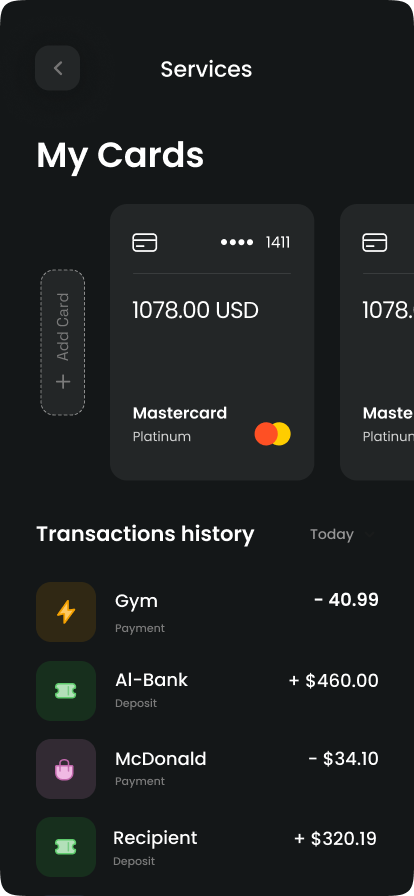 Services
My Cards
•••• 1411
1078.00 USD
Mastercard
Platinum
1078.
Maste
Platinun
+ Add Card
Transactions history
Today
Gym
- 40.99
Payment
Al-Bank
+ $460.00
Deposit
McDonald
- $34.10
Payment
Recipient
+ $320.19
Deposit